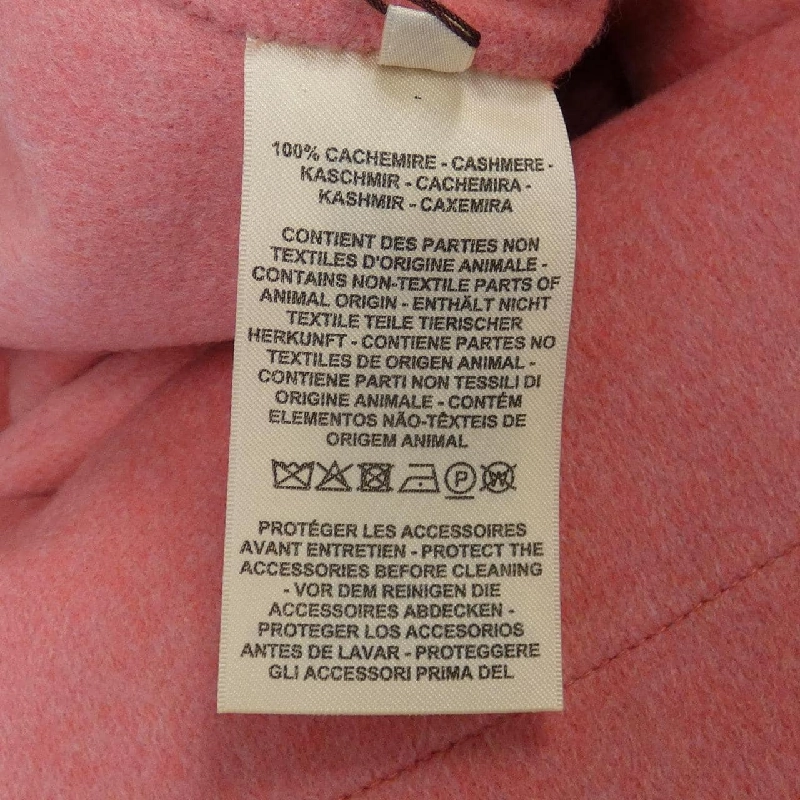 100% CACHEMIRE - CASHMERE -
KASCHMIR - CACHEMIRA -
KASHMIR - CAXEMIRA
CONTIENT DES PARTIES NON
TEXTILES D'ORIGINE ANIMALE -
CONTAINS NON-TEXTILE PARTS OF
ANIMAL ORIGIN - ENTHÄLT NICHT
TEXTILE TEILE TIERISCHER
HERKUNFT - CONTIENE PARTES NO
TEXTILES DE ORIGEN ANIMAL -
CONTIENE PARTI NON TESSILI DI
ORIGINE ANIMALE - CONTÉM
ELEMENTOS NÃO-TÊXTEIS DE
ORIGEM ANIMAL
P W
PROTÉGER LES ACCESSOIRES
AVANT ENTRETIEN - PROTECT THE
ACCESSORIES BEFORE CLEANING
- VOR DEM REINIGEN DIE
ACCESSOIRES ABDECKEN -
PROTEGER LOS ACCESORIOS
ANTES DE LAVAR - PROTEGGERE
GLI ACCESSORI PRIMA DEL